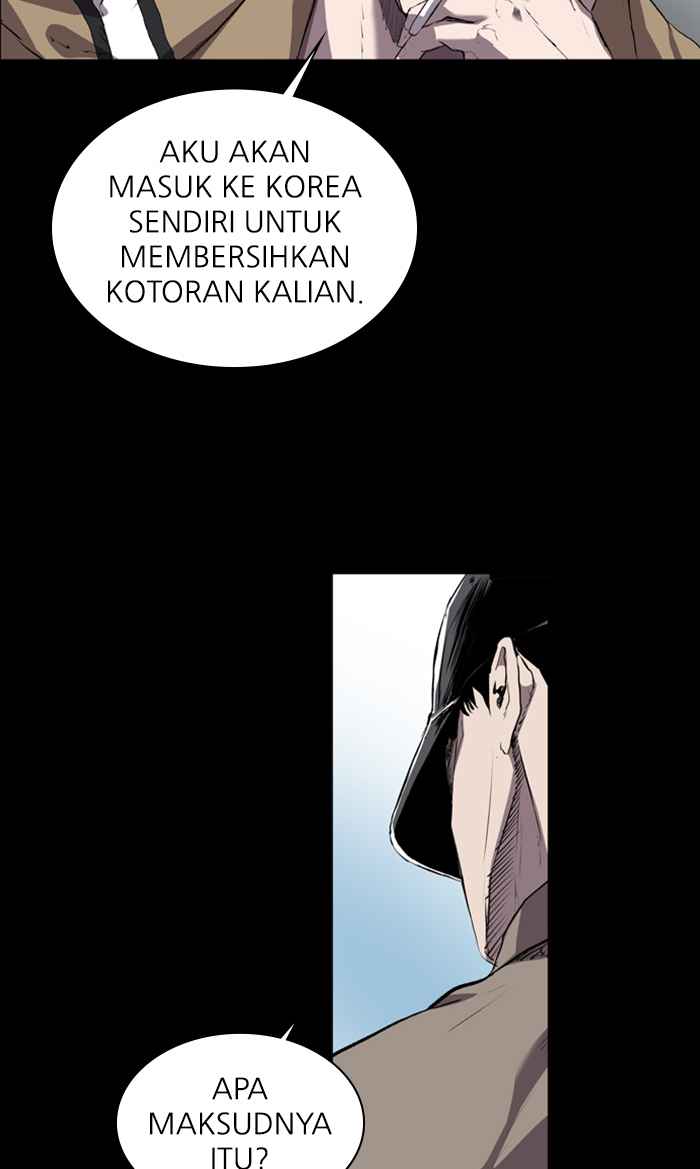 AKU AKAN
MASUK KE KOREA
SENDIRI UNTUK
MEMBERSIHKAN
KOTORAN KALIAN.
APA
MAKSUDNYA
ITU?